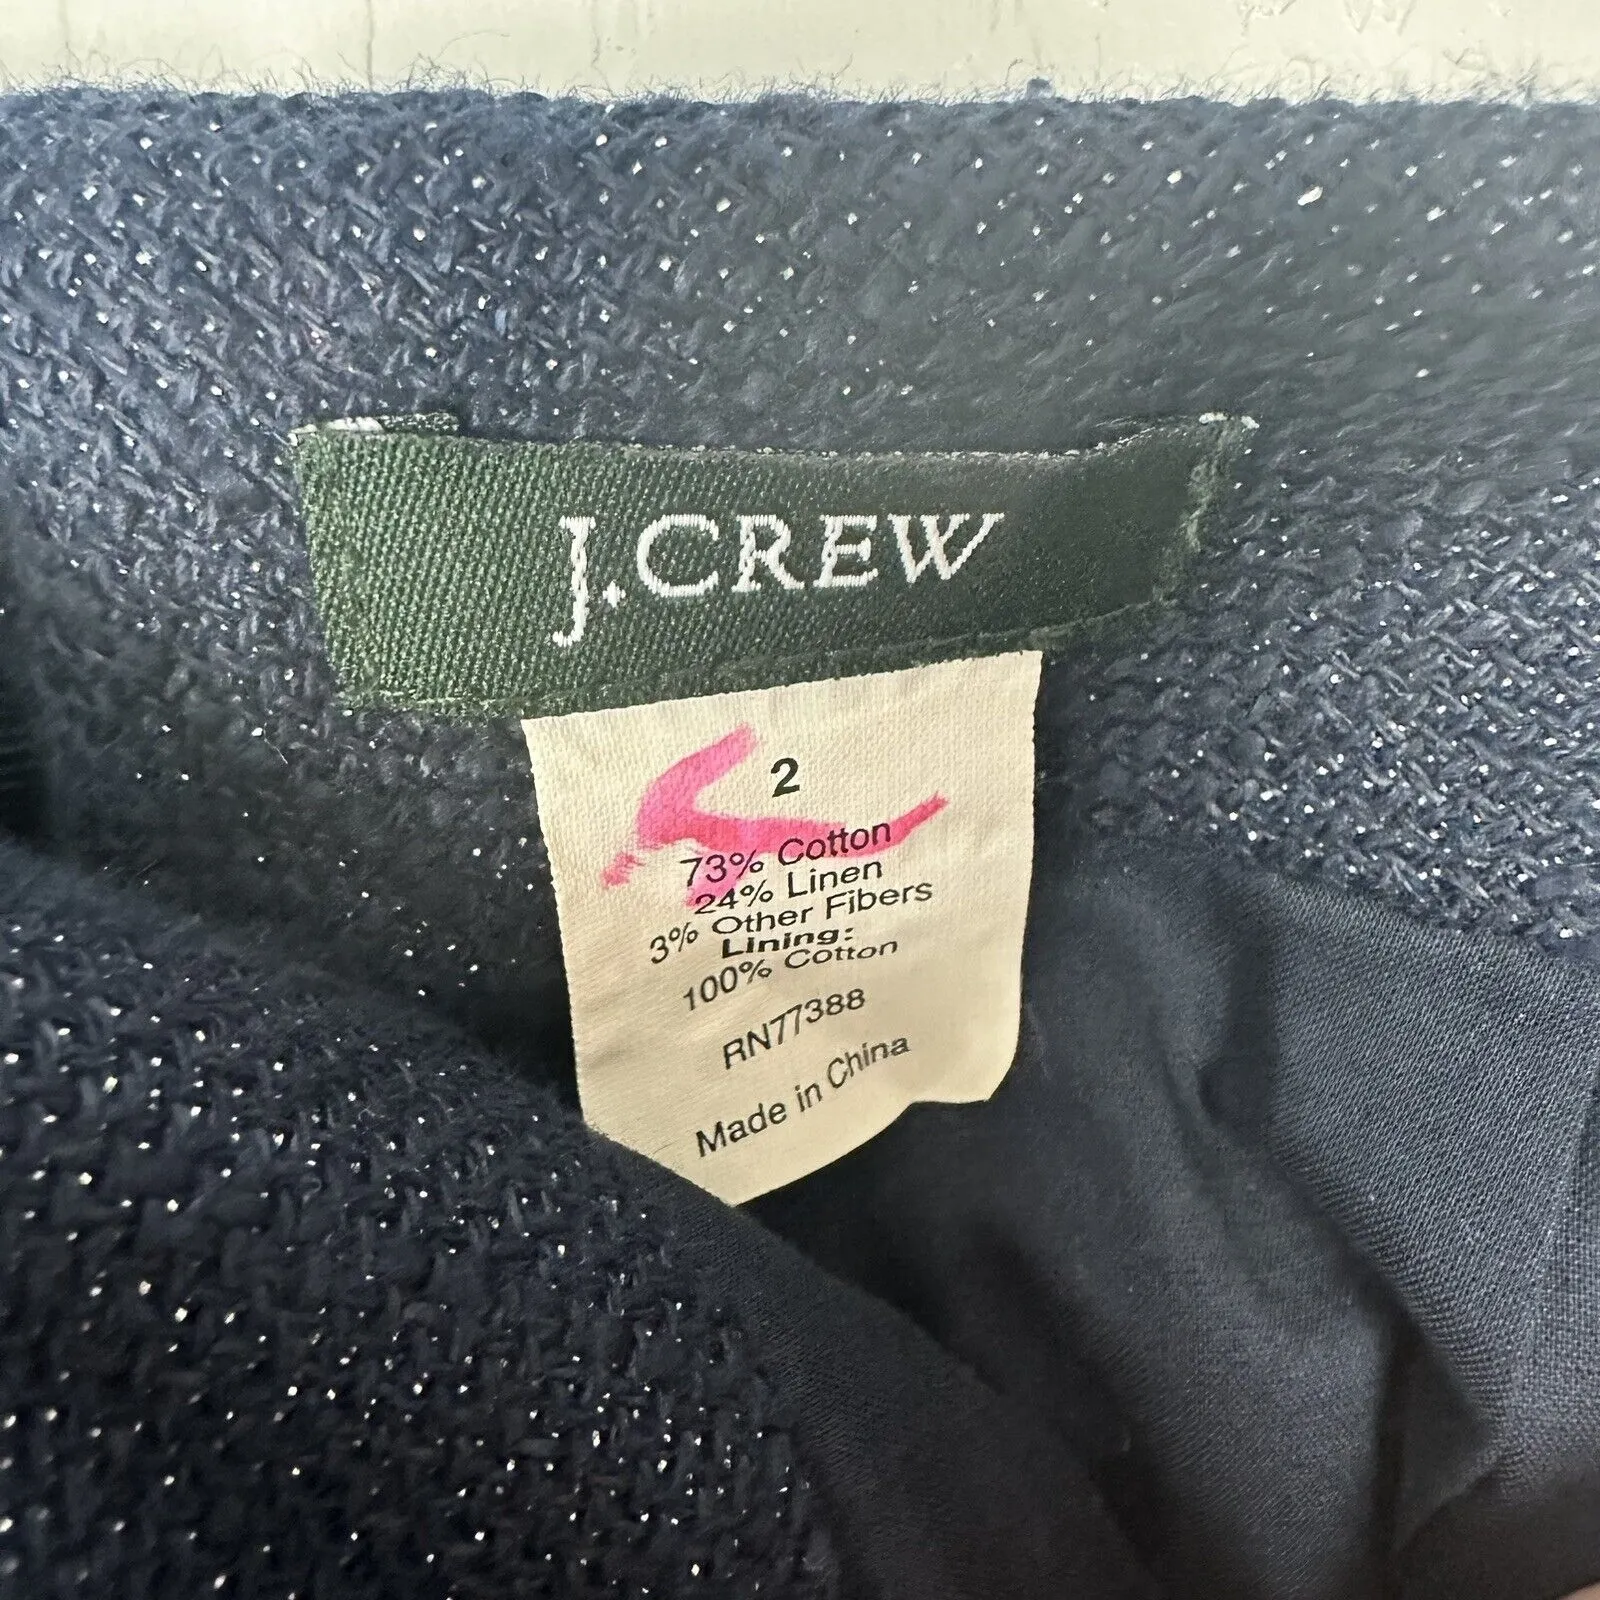 J.CREW
2
73% Cotton
24% Linen
3% Other Fibers
Lining:
100% Cotton
RN77388
Made in China